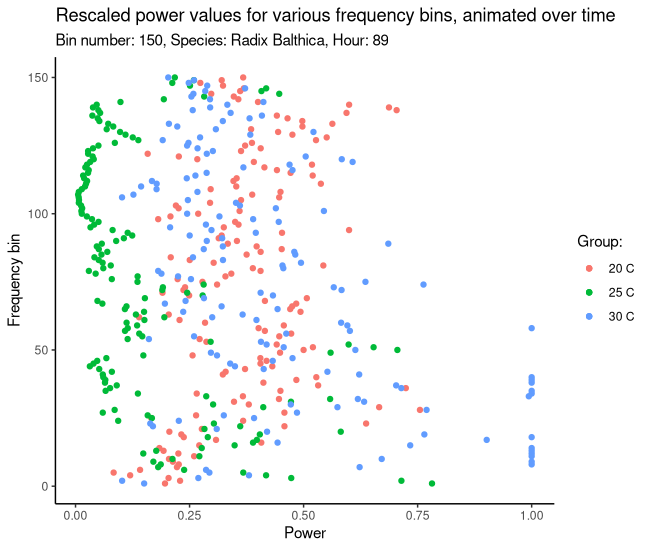 Rescaled power values for various frequency bins, animated over time
Bin number: 150, Species: Radix Balthica, Hour: 89
150
100
50
0
Frequency bin
0.00 0.25 0.50 0.75 1.00
Power
Group:
20 C
25 C
30 C